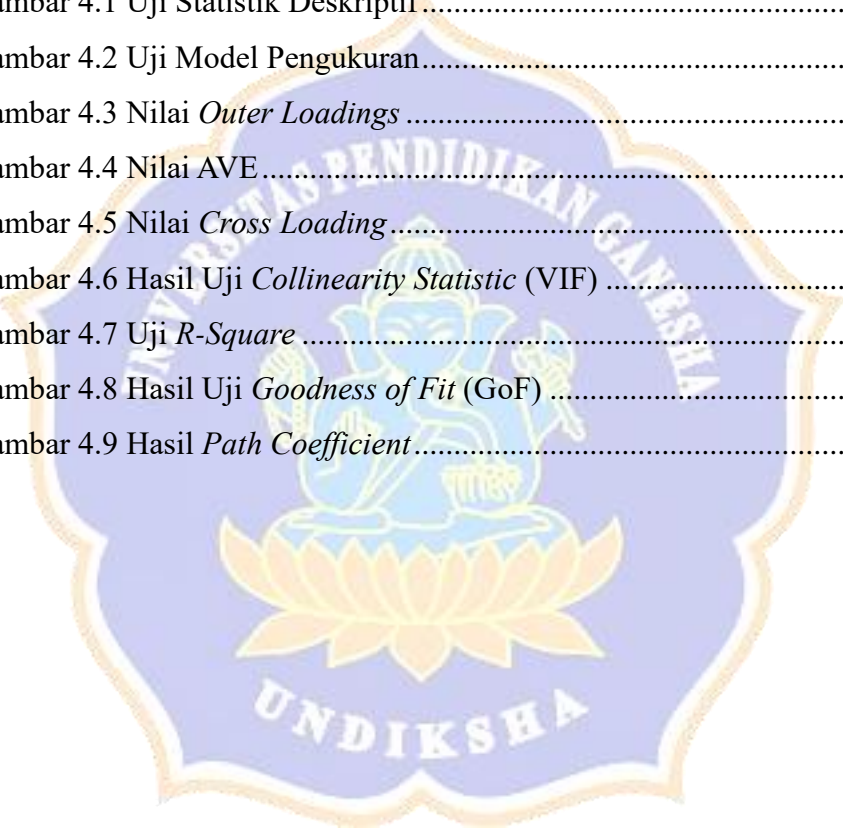 ambar 4.1 Uji Statistik Deskriptif ........................................................
ambar 4.2 Uji Model Pengukuran........................................................
ambar 4.3 Nilai Outer Loadings ........................................................
ambar 4.4 Nilai AVE........................................................................
ambar 4.5 Nilai Cross Loading..........................................................
ambar 4.6 Hasil Uji Collinearity Statistic (VIF) ................................
ambar 4.7 Uji R-Square ....................................................................
ambar 4.8 Hasil Uji Goodness of Fit (GoF) .......................................
ambar 4.9 Hasil Path Coefficient.......................................................
UNIVERSITAS PENDIDIKAN GANESHA
UNDIKSHA